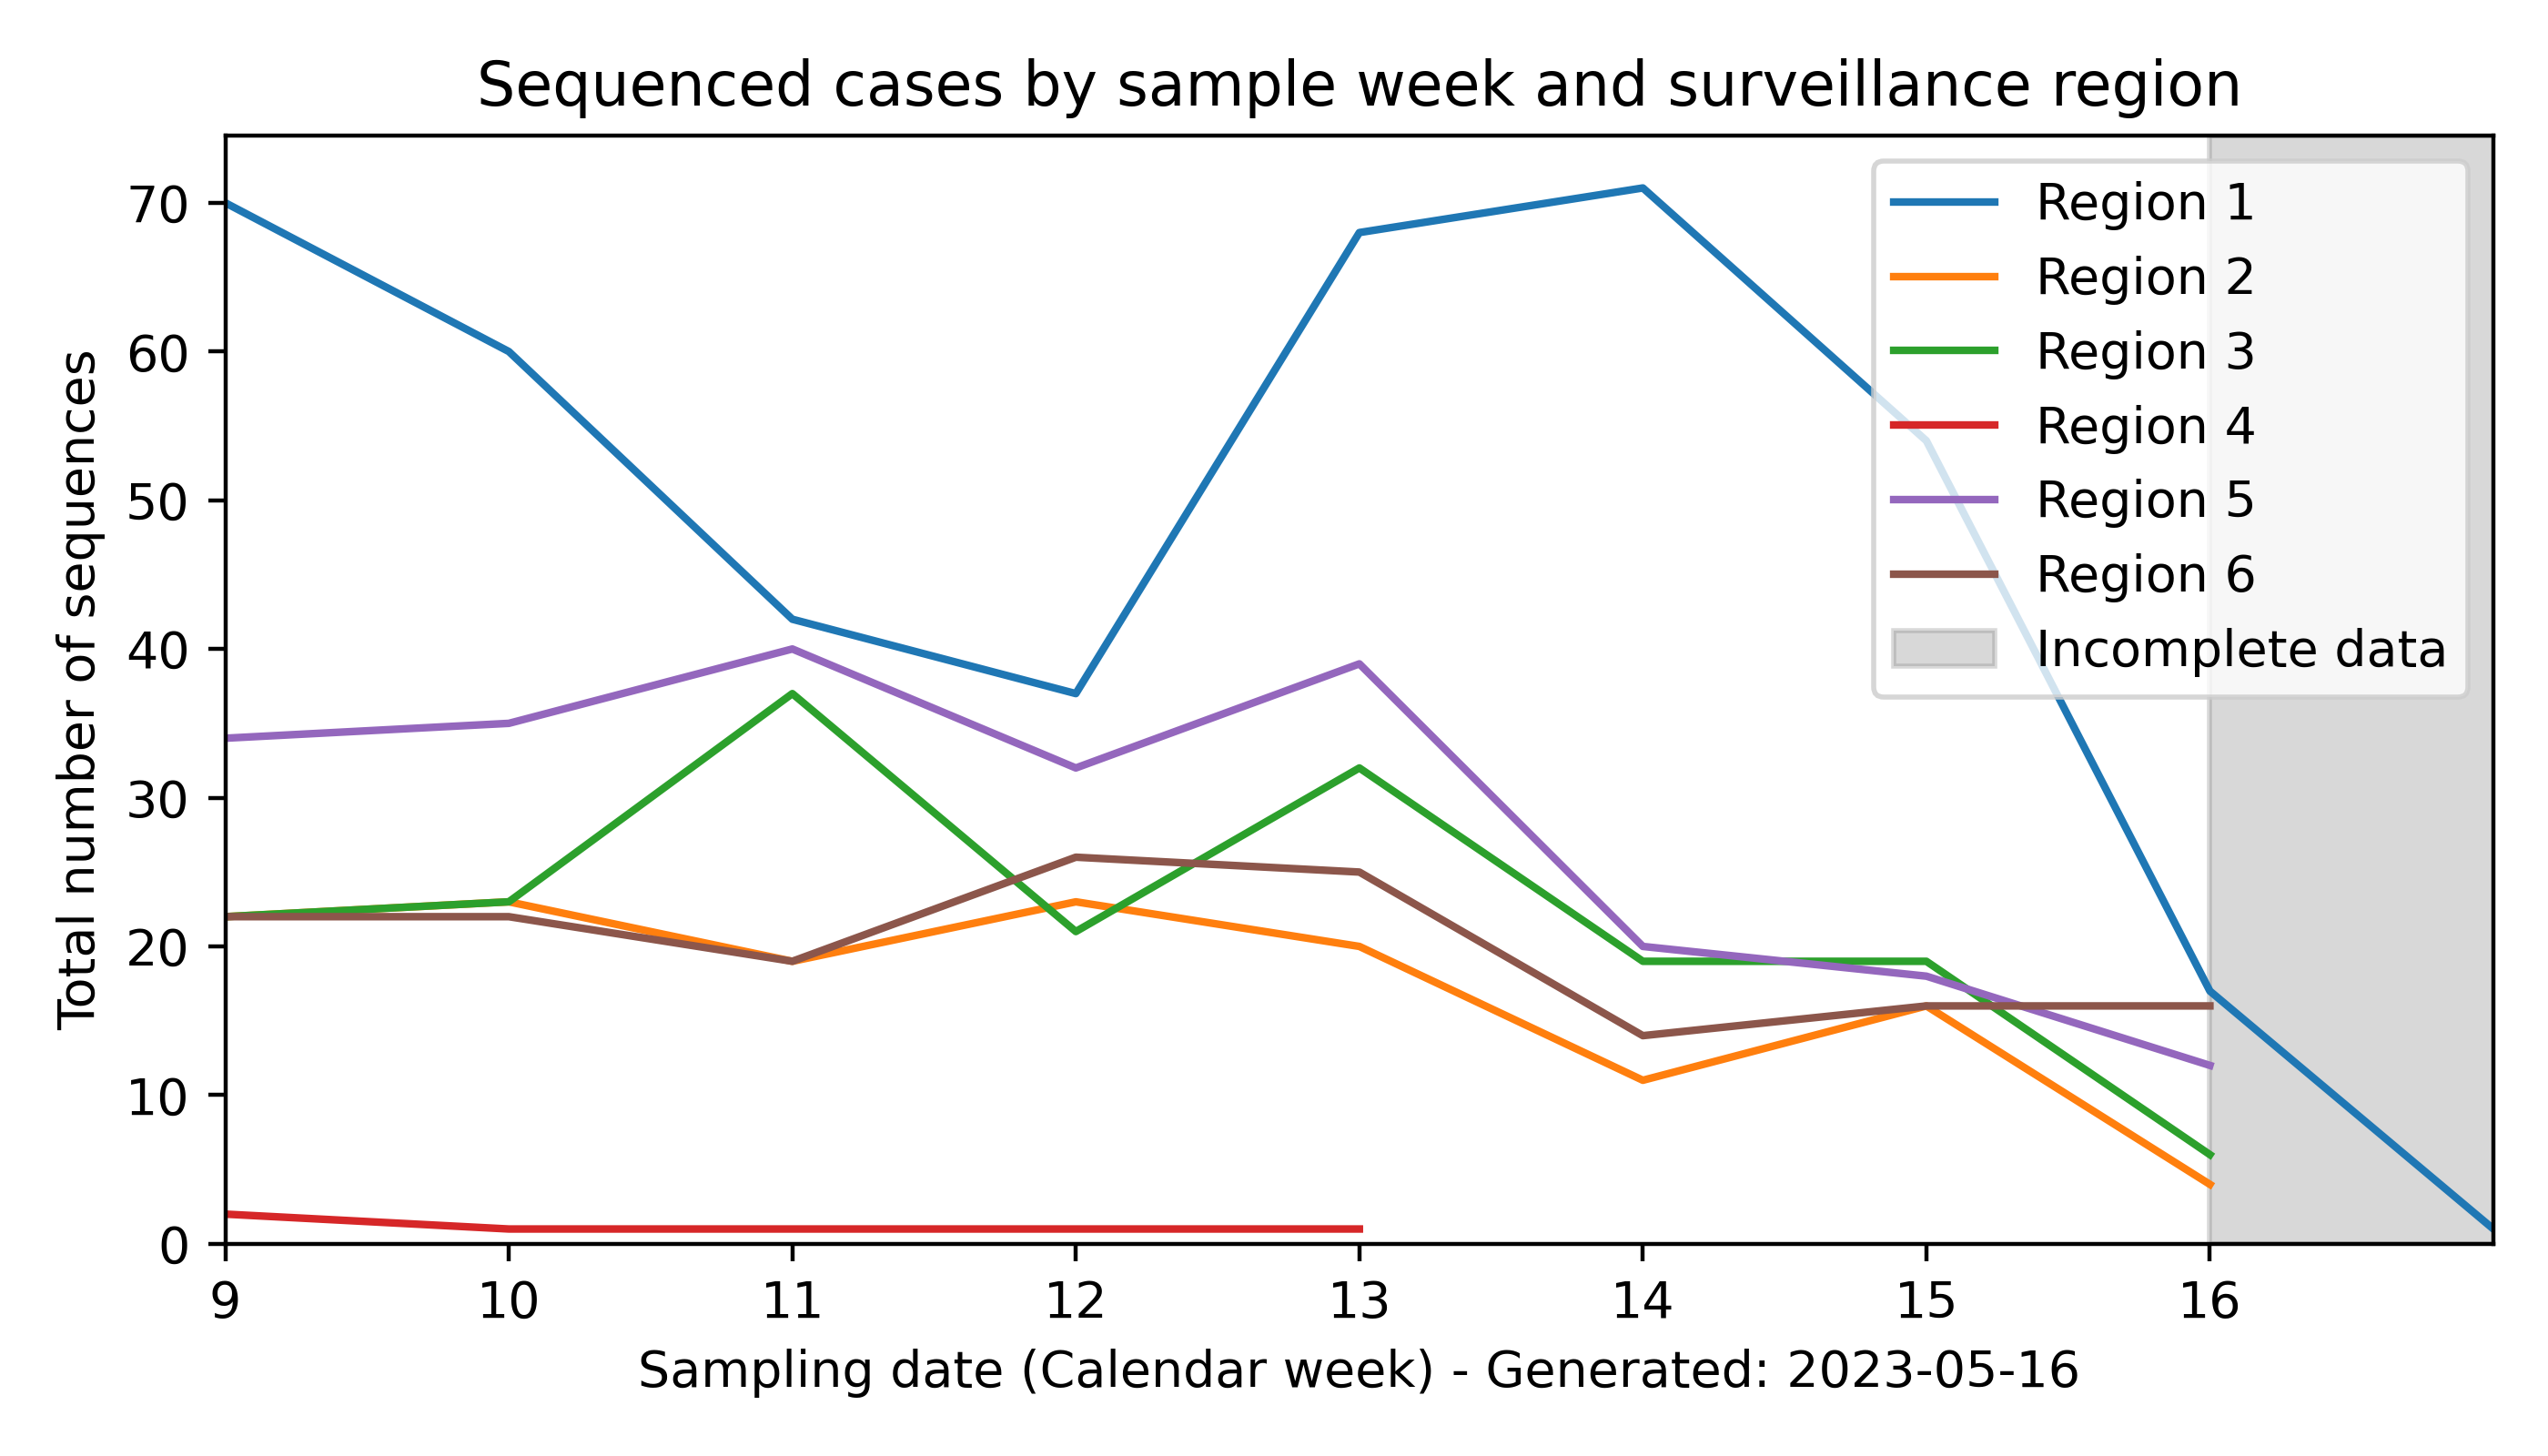 Sequenced cases by sample week and surveillance region
Total number of sequences
70
60
50
40
30
20
10
0
Region 1
Region 2
Region 3
Region 4
Region 5
Region 6
Incomplete data
9 10 11 12 13 14 15 16
Sampling date (Calendar week) - Generated: 2023-05-16